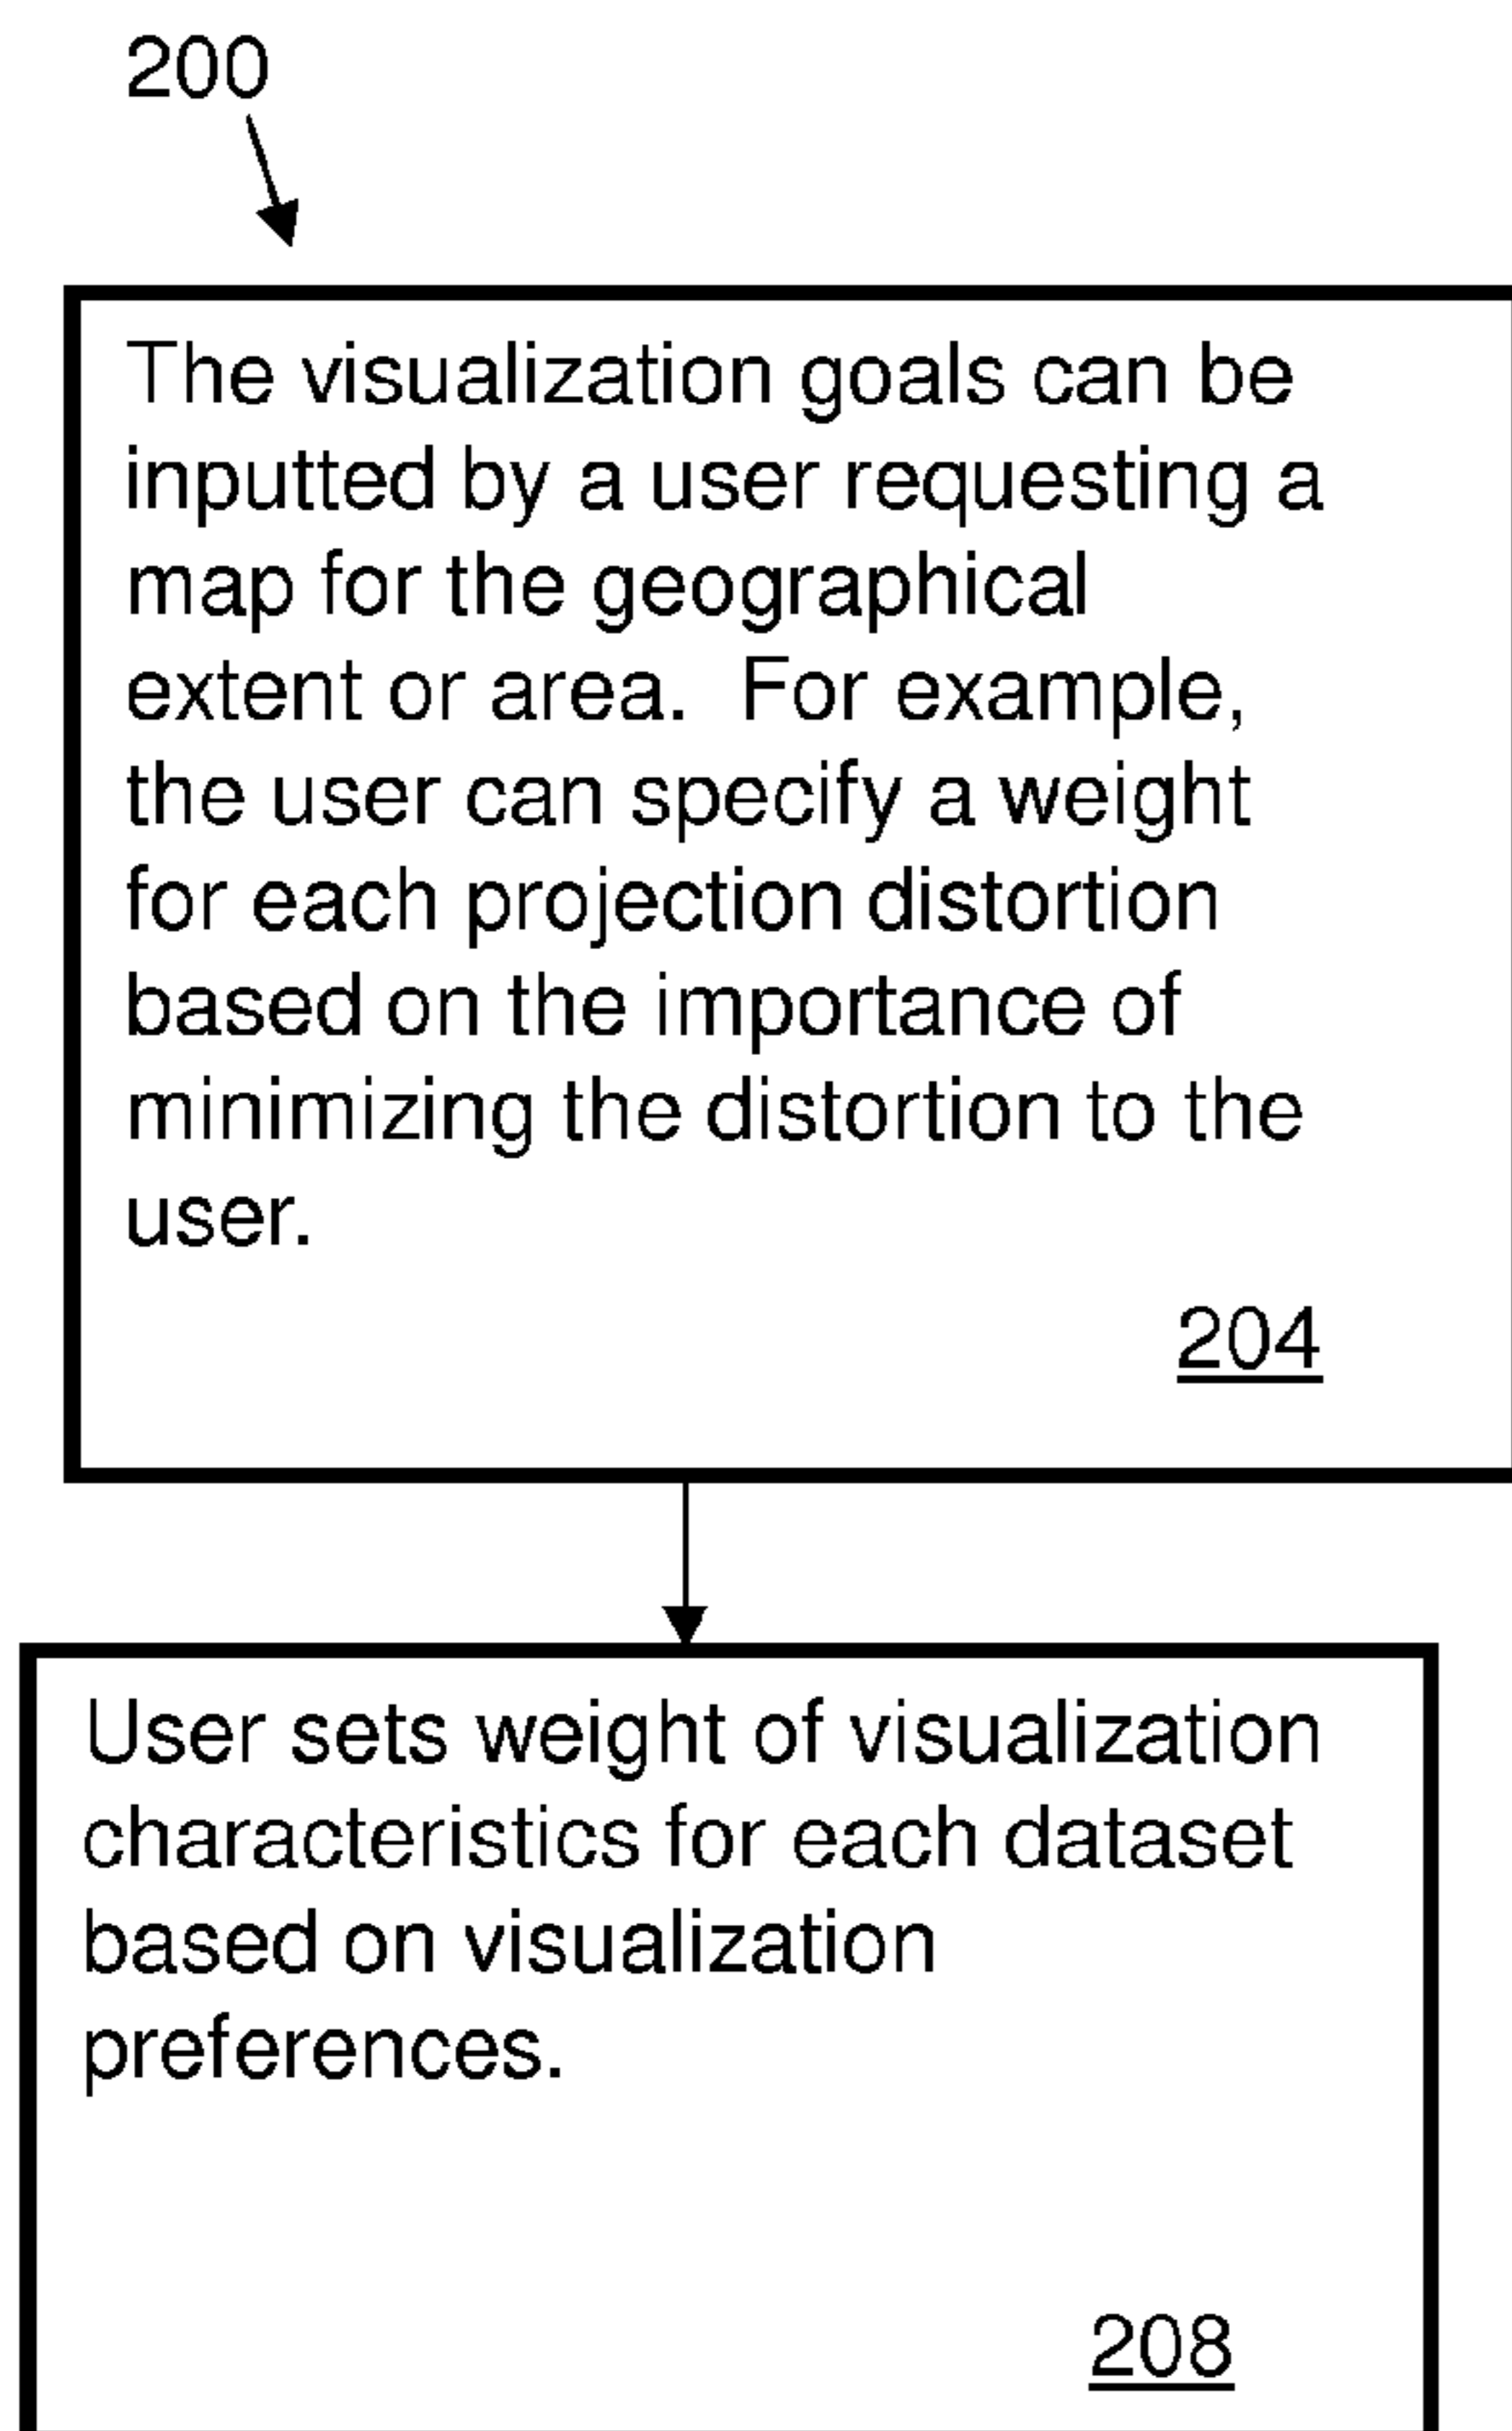 200
The visualization goals can be
inputted by a user requesting a
map for the geographical
extent or area.  For example,
the user can specify a weight
for each projection distortion
based on the importance of
minimizing the distortion to the
user.
204
User sets weight of visualization
characteristics for each dataset
based on visualization
preferences.
208